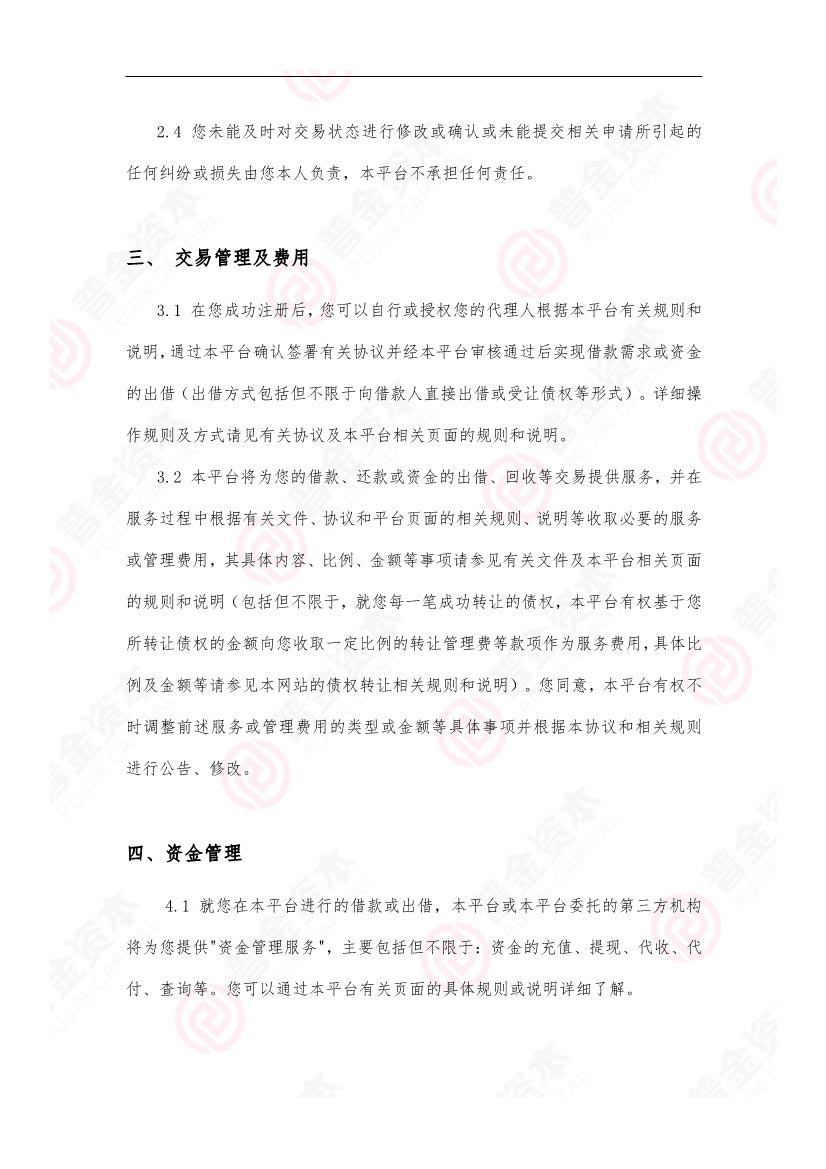 2.4 您未能及时对交易状态进行修改或确认或未能提交相关申请所引起的
任何纠纷或损失由您本人负责，本平台不承担任何责任。
三、 交易管理及费用
3.1 在您成功注册后，您可以自行或授权您的代理人根据本平台有关规则和
说明，通过本平台确认签署有关协议并经本平台审核通过后实现借款需求或资金
的出借（出借方式包括但不限于向借款人直接出借或受让债权等形式）。详细操
作规则及方式请见有关协议及本平台相关页面的规则和说明。
3.2 本平台将为您的借款、还款或资金的出借、回收等交易提供服务，并在
服务过程中根据有关文件、协议和平台页面的相关规则、说明等收取必要的服务
或管理费用，其具体内容、比例、金额等事项请参见有关文件及本平台相关页面
的规则和说明（包括但不限于，就您每一笔成功转让的债权，本平台有权基于您
所转让债权的金额向您收取一定比例的转让管理费等款项作为服务费用，具体比
例及金额等请参见本网站的债权转让相关规则和说明）。您同意，本平台有权不
时调整前述服务或管理费用的类型或金额等具体事项并根据本协议和相关规则
进行公告、修改。
四、资金管理
4.1 就您在本平台进行的借款或出借，本平台或本平台委托的第三方机构
将为您提供"资金管理服务"，主要包括但不限于：资金的充值、提现、代收、代
付、查询等。您可以通过本平台有关页面的具体规则或说明详细了解。
普金资本
PUJIN CAPITAL